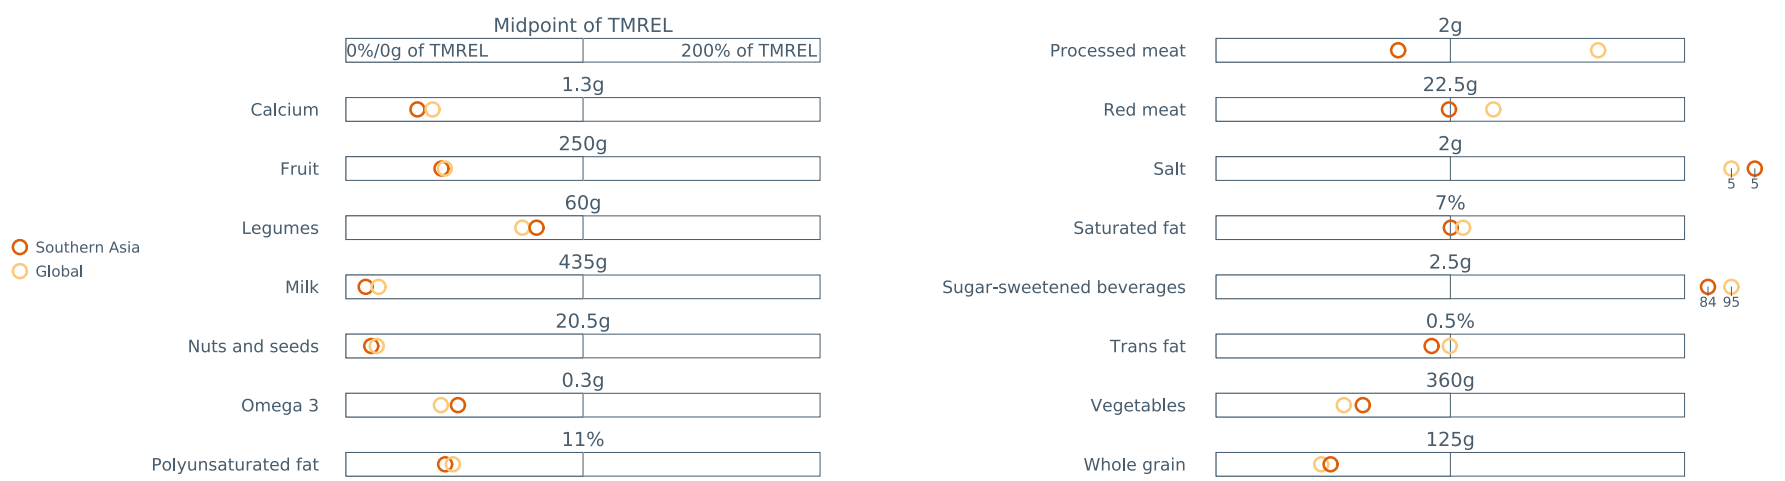 Midpoint of TMREL
0%/0g of TMREL
200% of TMREL
1.3g
Calcium
250g
Fruit
60g
Legumes
435g
Milk
20.5g
Nuts and seeds
0.3g
Omega 3
11%
Polyunsaturated fat
Southern Asia
Global
2g
Processed meat
22.5g
Red meat
2g
Salt
5 5
7%
Saturated fat
2.5g
Sugar-sweetened beverages
84 95
0.5%
Trans fat
360g
Vegetables
125g
Whole grain